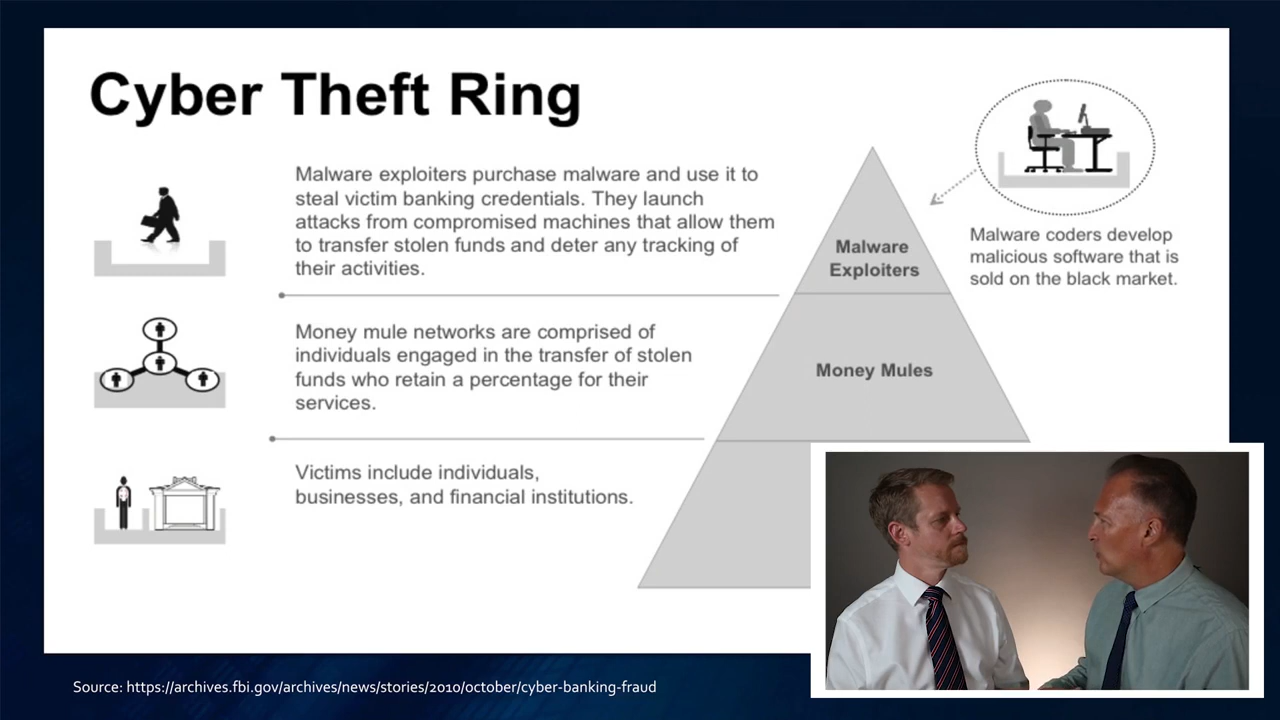 Cyber Theft Ring
Malware exploiters purchase malware and use it to
steal victim banking credentials. They launch
attacks from compromised machines that allow them
to transfer stolen funds and deter any tracking of
their activities.
Money mule networks are comprised of
individuals engaged in the transfer of stolen
funds who retain a percentage for their
services.
Victims include individuals,
businesses, and financial institutions.
Malware
Exploiters
Money Mules
Malware coders develop
malicious software that is
sold on the black market.
Source: https://archives.fbi.gov/archives/news/stories/2010/october/cyber-banking-fraud